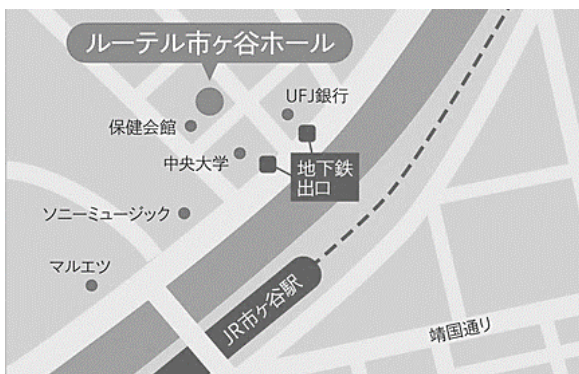 ルーテル市ヶ谷ホール
UFJ銀行
保健会館
中央大学
地下鉄
出口
ソニーミュージック
マルエツ
JR市ヶ谷駅
靖国通り